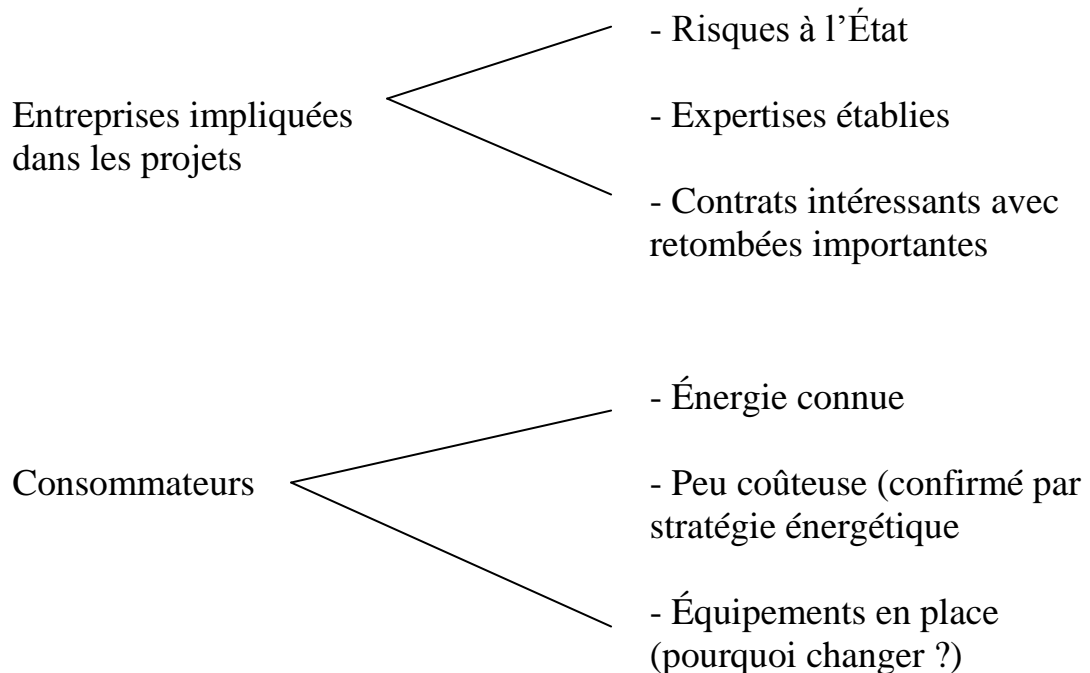 - Risques à l’État
Entreprises impliquées
dans les projets
- Expertises établies
- Contrats intéressants avec
retombées importantes
- Énergie connue
Consommateurs
- Peu coûteuse (confirmé par
stratégie énergétique
- Équipements en place
(pourquoi changer ?)